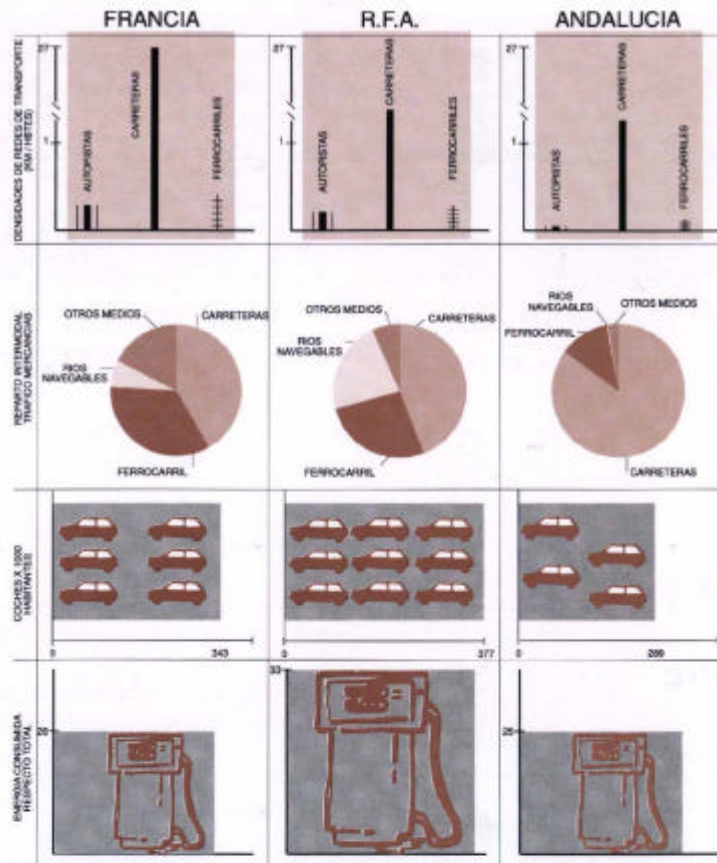 FRANCIA
R.F.A.
ANDALUCIA
DENSIDADES DE REDES DE TRANSPORTE
(KM / HBTES)
27
1
AUTOPISTAS
CARRETERAS
FERROCARRILES
27
1
AUTOPISTAS
CARRETERAS
FERROCARRILES
27
1
AUTOPISTAS
CARRETERAS
FERROCARRILES
REPARTO INTERMODAL
TRAFICO MERCANCIAS
OTROS MEDIOS
CARRETERAS
RIOS
NAVEGABLES
FERROCARRIL
OTROS MEDIOS
CARRETERAS
RIOS
NAVEGABLES
FERROCARRIL
RIOS
NAVEGABLES
OTROS MEDIOS
FERROCARRIL
CARRETERAS
COCHES X 1000
HABITANTES
0
343
0
377
0
ENERGIA CONSUMIDA
RESPECTO TOTAL
33